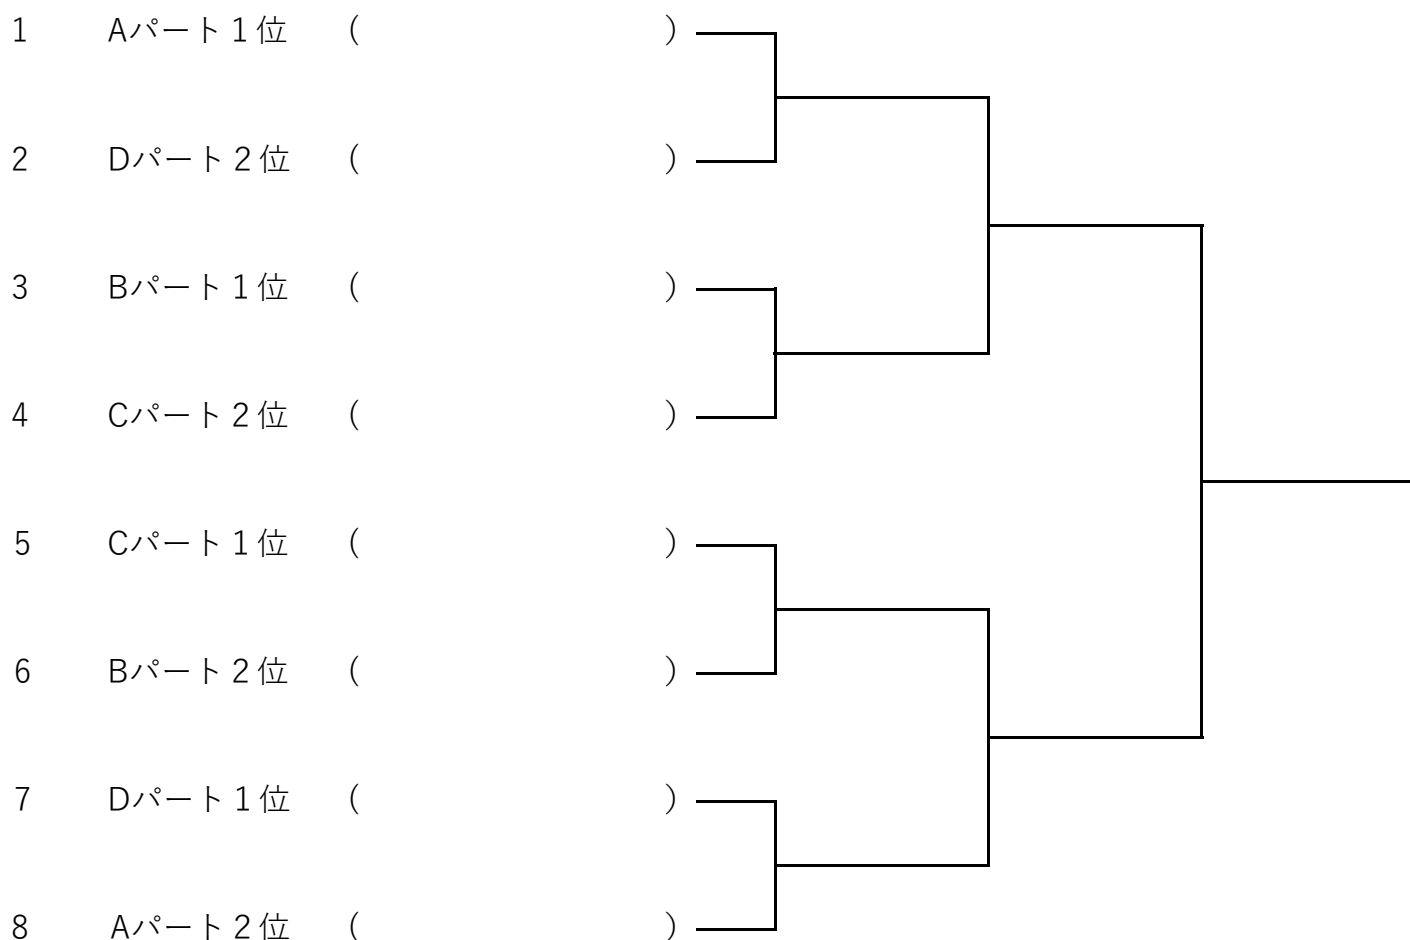 1 Aパート１位 （ ）
2 Dパート２位 （ ）
3 Bパート１位 （ ）
4 Cパート２位 （ ）
5 Cパート１位 （ ）
6 Bパート２位 （ ）
7 Dパート１位 （ ）
8 Aパート２位 （ ）